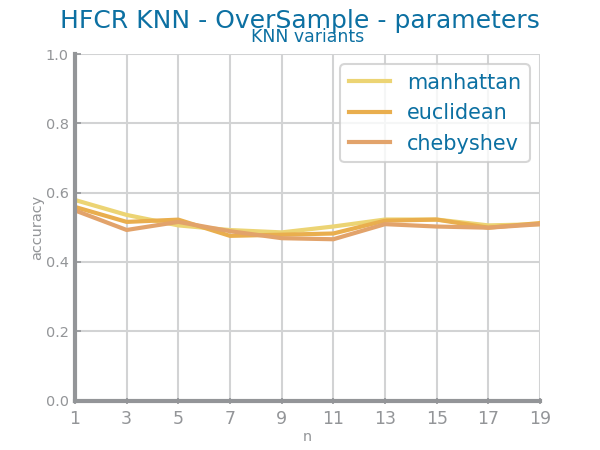 HFCR KNN - OverSample - parameters
KNN variants
manhattan
euclidean
chebyshev
accuracy
1.0
0.8
0.6
0.4
0.2
0.0
1 3 5 7 9 11 13 15 17 19
n